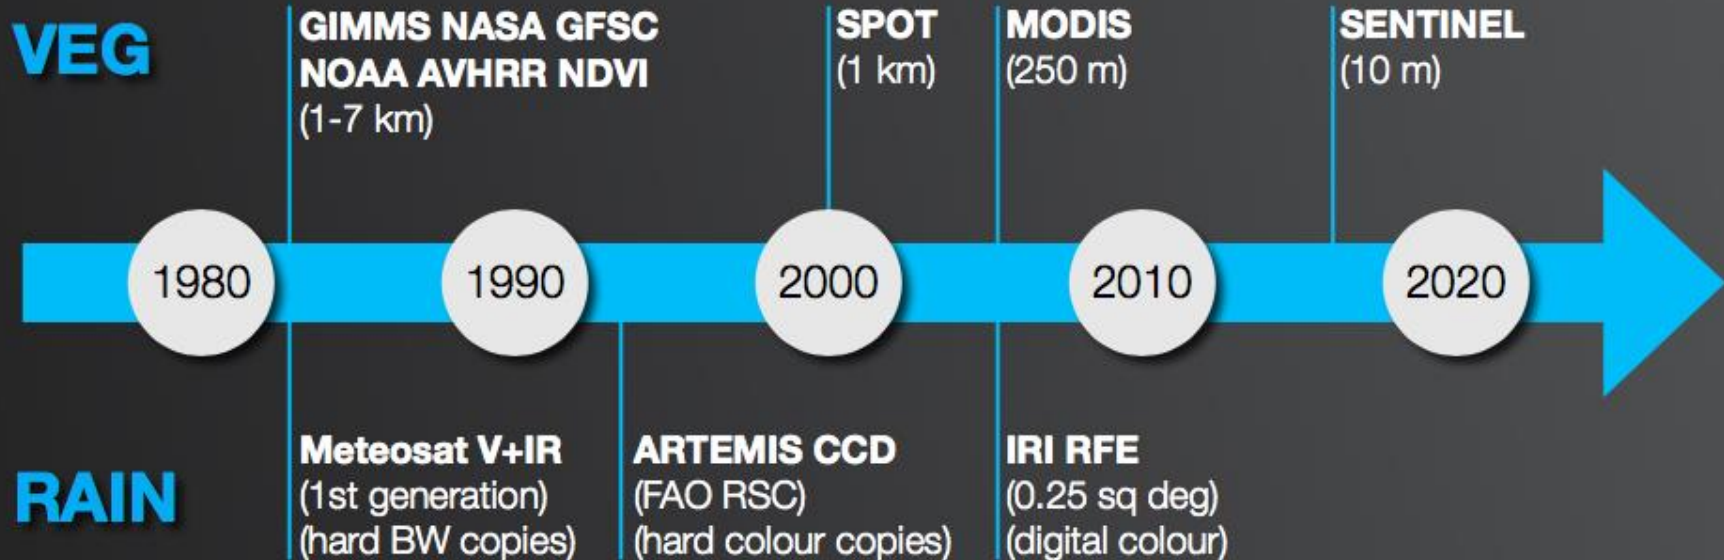 VEG
GIMMS NASA GFSC
NOAA AVHRR NDVI
(1-7 km)
SPOT
(1 km)
MODIS
(250 m)
SENTINEL
(10 m)
1980
1990
2000
2010
2020
RAIN
Meteosat V+IR
(1st generation)
(hard BW copies)
ARTEMIS CCD
(FAO RSC)
(hard colour copies)
IRI RFE
(0.25 sq deg)
(digital colour)